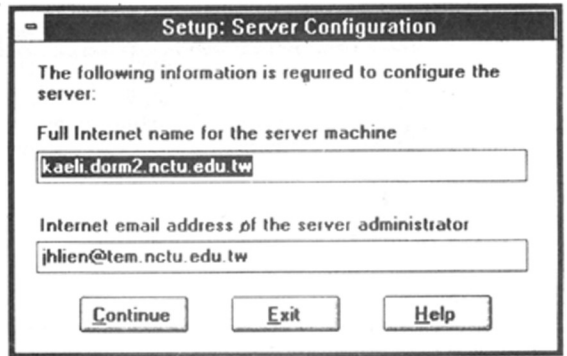 Setup: Server Configuration
The following information is required to configure the
server:
Full Internet name for the server machine
kaeli.dorm2.nctu.edu.tw
Internet email address of the server administrator
jhlien@tem.nctu.edu.tw
Continue Exit Help